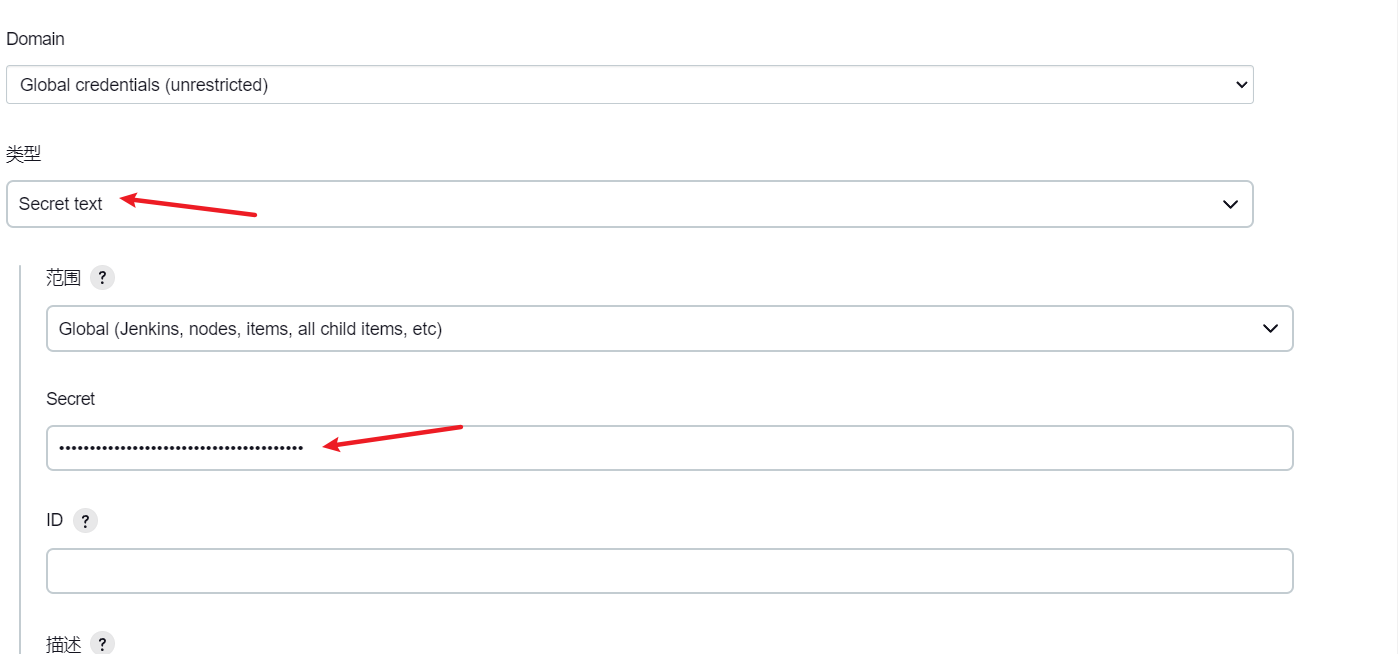 Domain
Global credentials (unrestricted)
类型
Secret text
范围 ?
Global (Jenkins, nodes, items, all child items, etc)
Secret
••••••••••••••••••••••••••••••••••••••••
ID ?
描述 ?